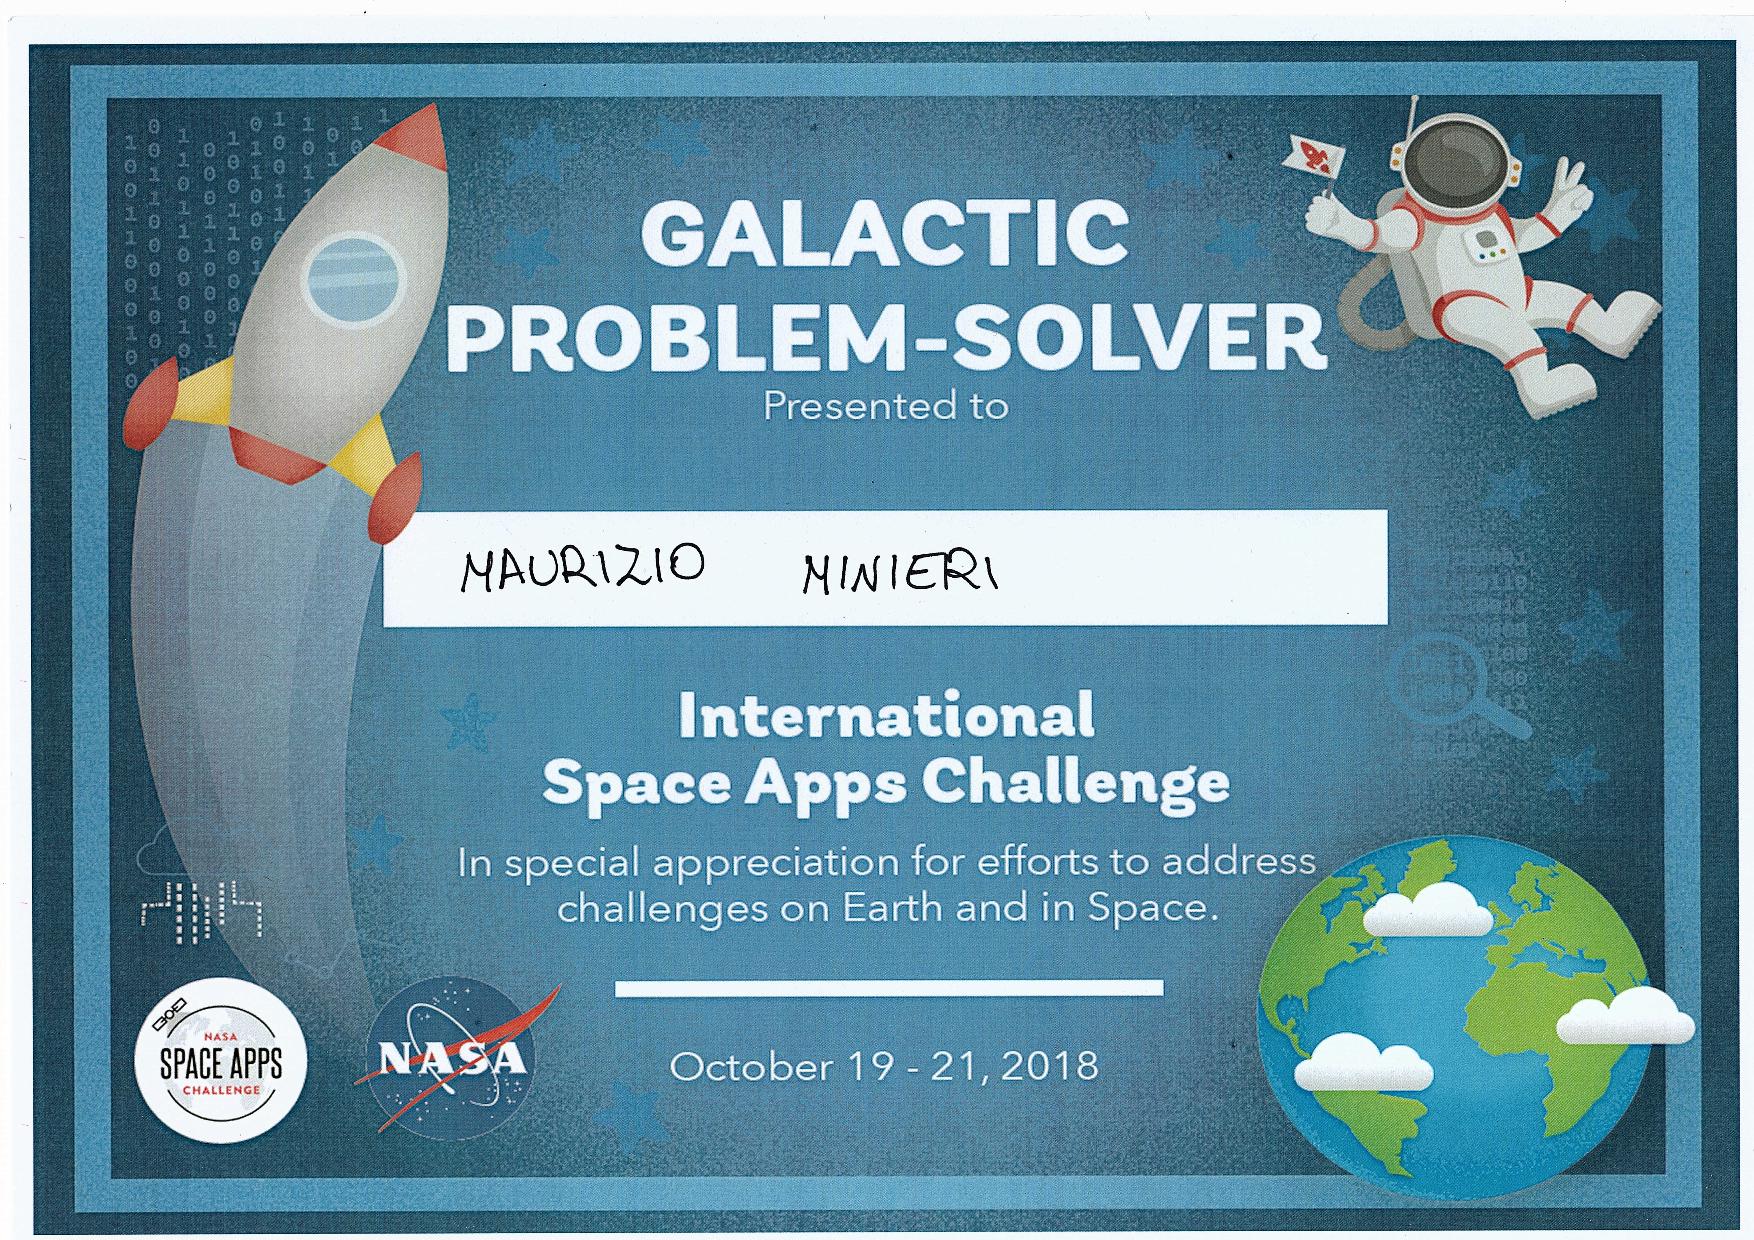 GALACTIC
PROBLEM-SOLVER
Presented to
MAURIZIO MINIERI
International
Space Apps Challenge
In special appreciation for efforts to address
challenges on Earth and in Space.
October 19 - 21, 2018
NASA
SPACE APPS
CHALLENGE
NASA